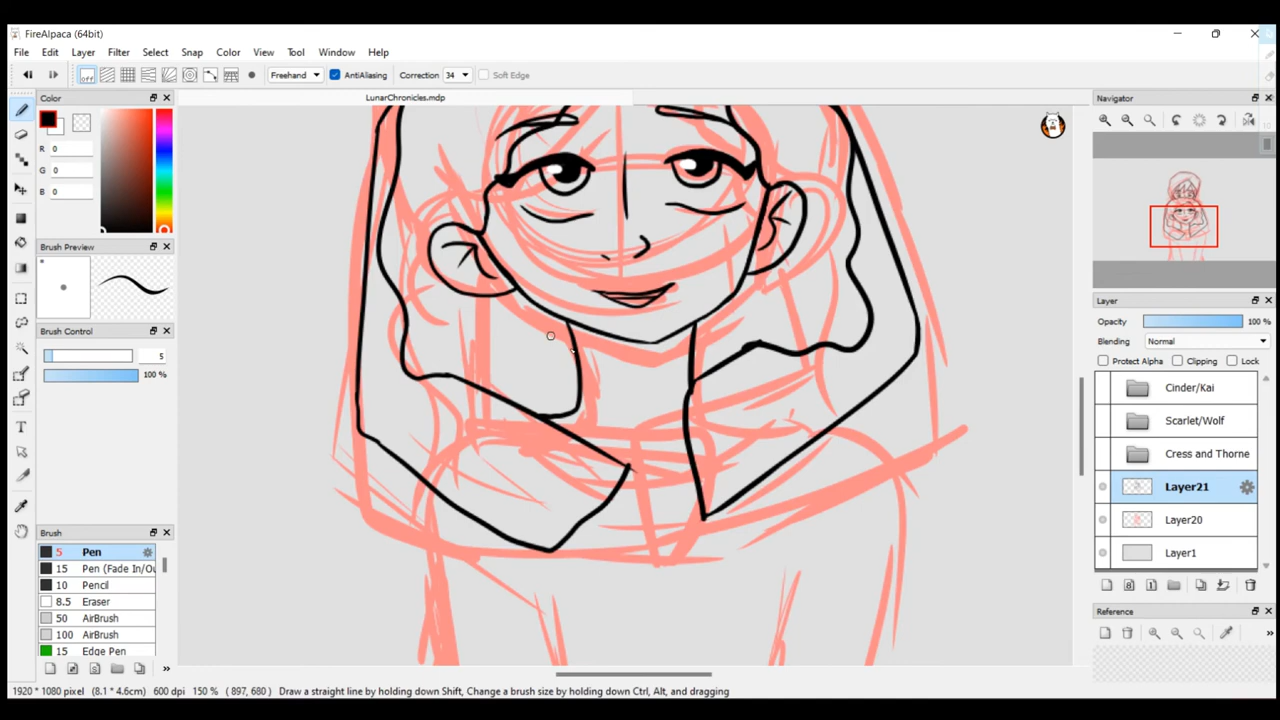 FireAlpaca (64bit)
File Edit Layer Filter Select Snap Color View Tool Window Help
off Freehand AntiAliasing Correction 34 Soft Edge
Color
LunarChronicles.mdp
Navigator
R 0
G 0
B 0
Brush Preview
Brush Control
5
100 %
Layer
Opacity 100 %
Blending Normal
Protect Alpha Clipping Lock
Cinder/Kai
Scarlet/Wolf
Cress and Thorne
Layer21
Layer20
Layer1
Brush
5 Pen
15 Pen (Fade In/Ou
10 Pencil
8.5 Eraser
50 AirBrush
100 AirBrush
15 Edge Pen
Reference
1920 * 1080 pixel (8.1 * 4.6cm) 600 dpi 150 % ( 897, 680) Draw a straight line by holding down Shift, Change a brush size by holding down Ctrl, Alt, and dragging